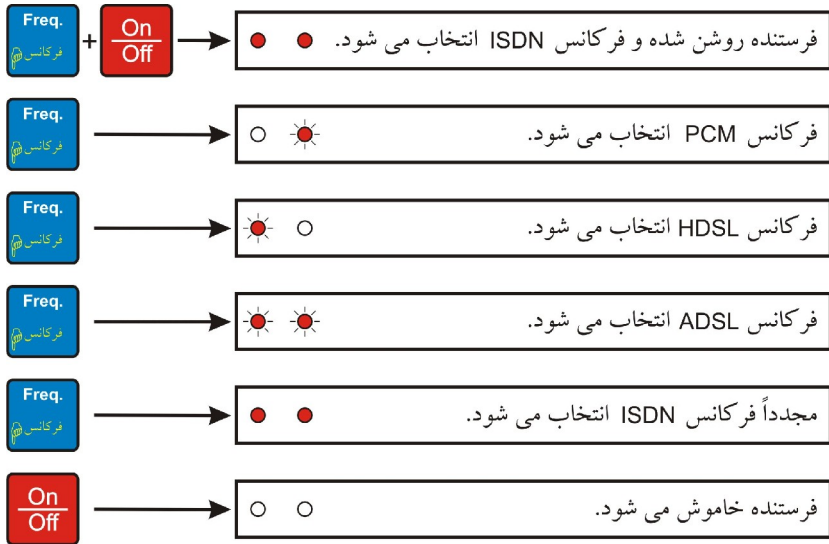 Freq.
فرکانس
+
On
Off
فرستنده روشن شده و فرکانس ISDN انتخاب می شود.
Freq.
فرکانس
فرکانس PCM انتخاب می شود.
Freq.
فرکانس
فرکانس HDSL انتخاب می شود.
Freq.
فرکانس
فرکانس ADSL انتخاب می شود.
Freq.
فرکانس
مجدداً فرکانس ISDN انتخاب می شود.
On
Off
فرستنده خاموش می شود.